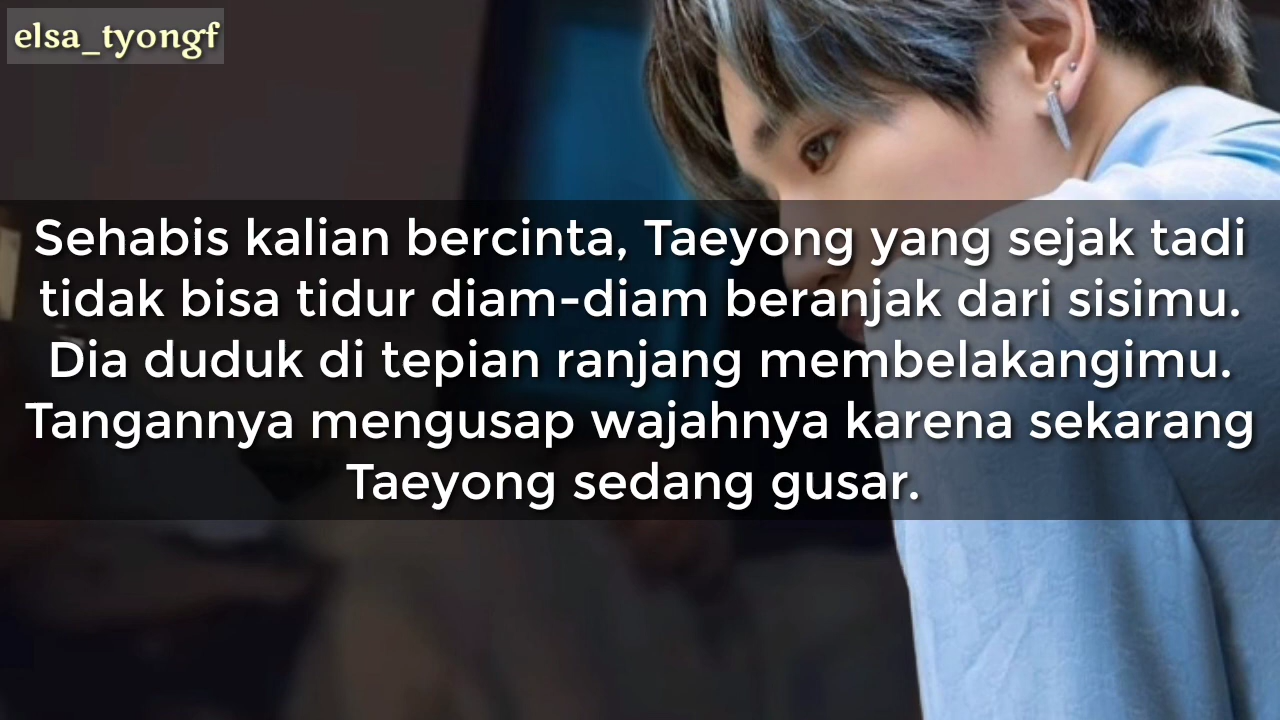 elsa_tyongf
Sehabis kalian bercinta, Taeyong yang sejak tadi
tidak bisa tidur diam-diam beranjak dari sisimu.
Dia duduk di tepian ranjang membelakangimu.
Tangannya mengusap wajahnya karena sekarang
Taeyong sedang gusar.